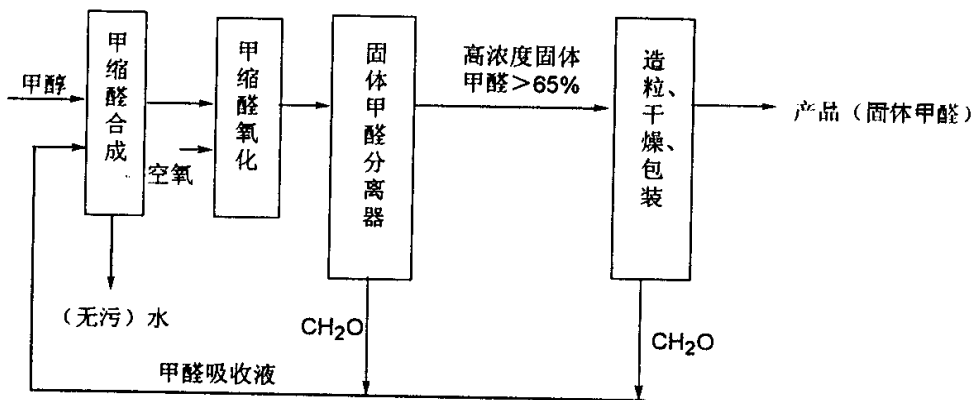 甲醇
甲缩醛合成
(无污)水
空氧
甲缩醛氧化
固体甲醛分离器
CH₂O
高浓度固体
甲醛>65%
造粒、干燥、包装
CH₂O
产品(固体甲醛)
甲醛吸收液